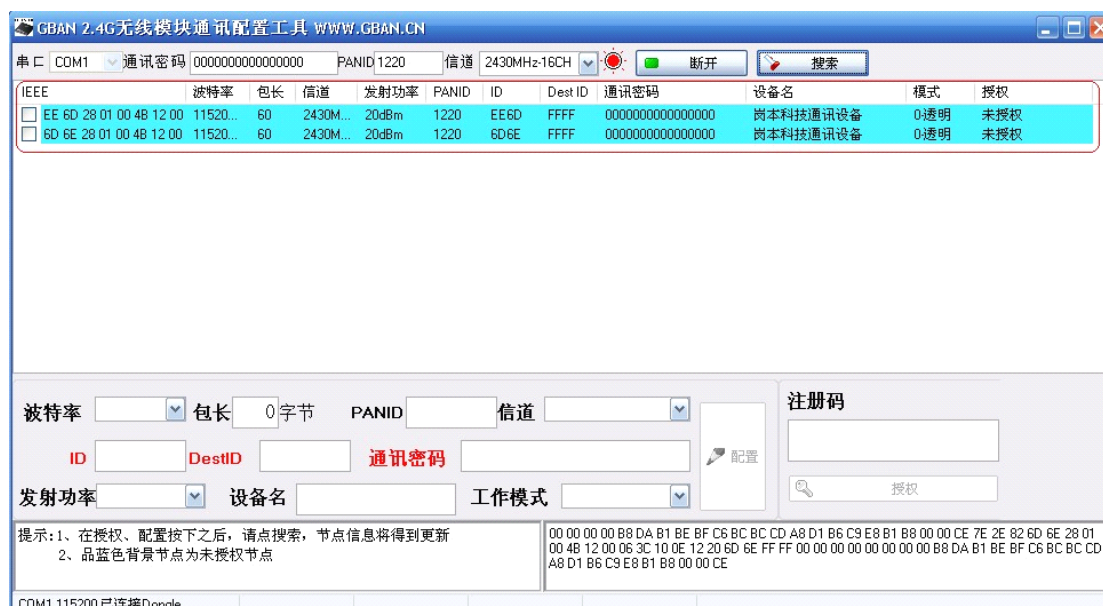 GBAN 2.4G无线模块通讯配置工具 WWW.GBAN.CN
串口 COM1 通讯密码 0000000000000000 PANID 1220 信道 2430MHz-16CH 断开 搜索
IEEE 波特率 包长 信道 发射功率 PANID ID Dest ID 通讯密码 设备名 模式 授权
EE 6D 28 01 00 4B 12 00 11520... 60 2430M... 20dBm 1220 EE6D FFFF 0000000000000000 岗本科技通讯设备 0-透明 未授权
6D 6E 28 01 00 4B 12 00 11520... 60 2430M... 20dBm 1220 6D6E FFFF 0000000000000000 岗本科技通讯设备 0-透明 未授权
波特率 包长 0 字节 PANID 信道 注册码
ID DestID 通讯密码 配置
发射功率 设备名 工作模式 授权
提示:1、在授权、配置按下之后，请点搜索，节点信息将得到更新
2、品蓝色背景节点为未授权节点
00 00 00 00 B8 DA B1 BE BF C6 BC BC CD A8 D1 B6 C9 E8 B1 B8 00 00 CE 7E 2E 82 6D 6E 28 01
00 4B 12 00 06 3C 10 0E 12 20 6D 6E FF FF 00 00 00 00 00 00 00 00 B8 DA B1 BE BF C6 BC BC CD
A8 D1 B6 C9 E8 B1 B8 00 00 CE
COM1 115200 已连接Dongle